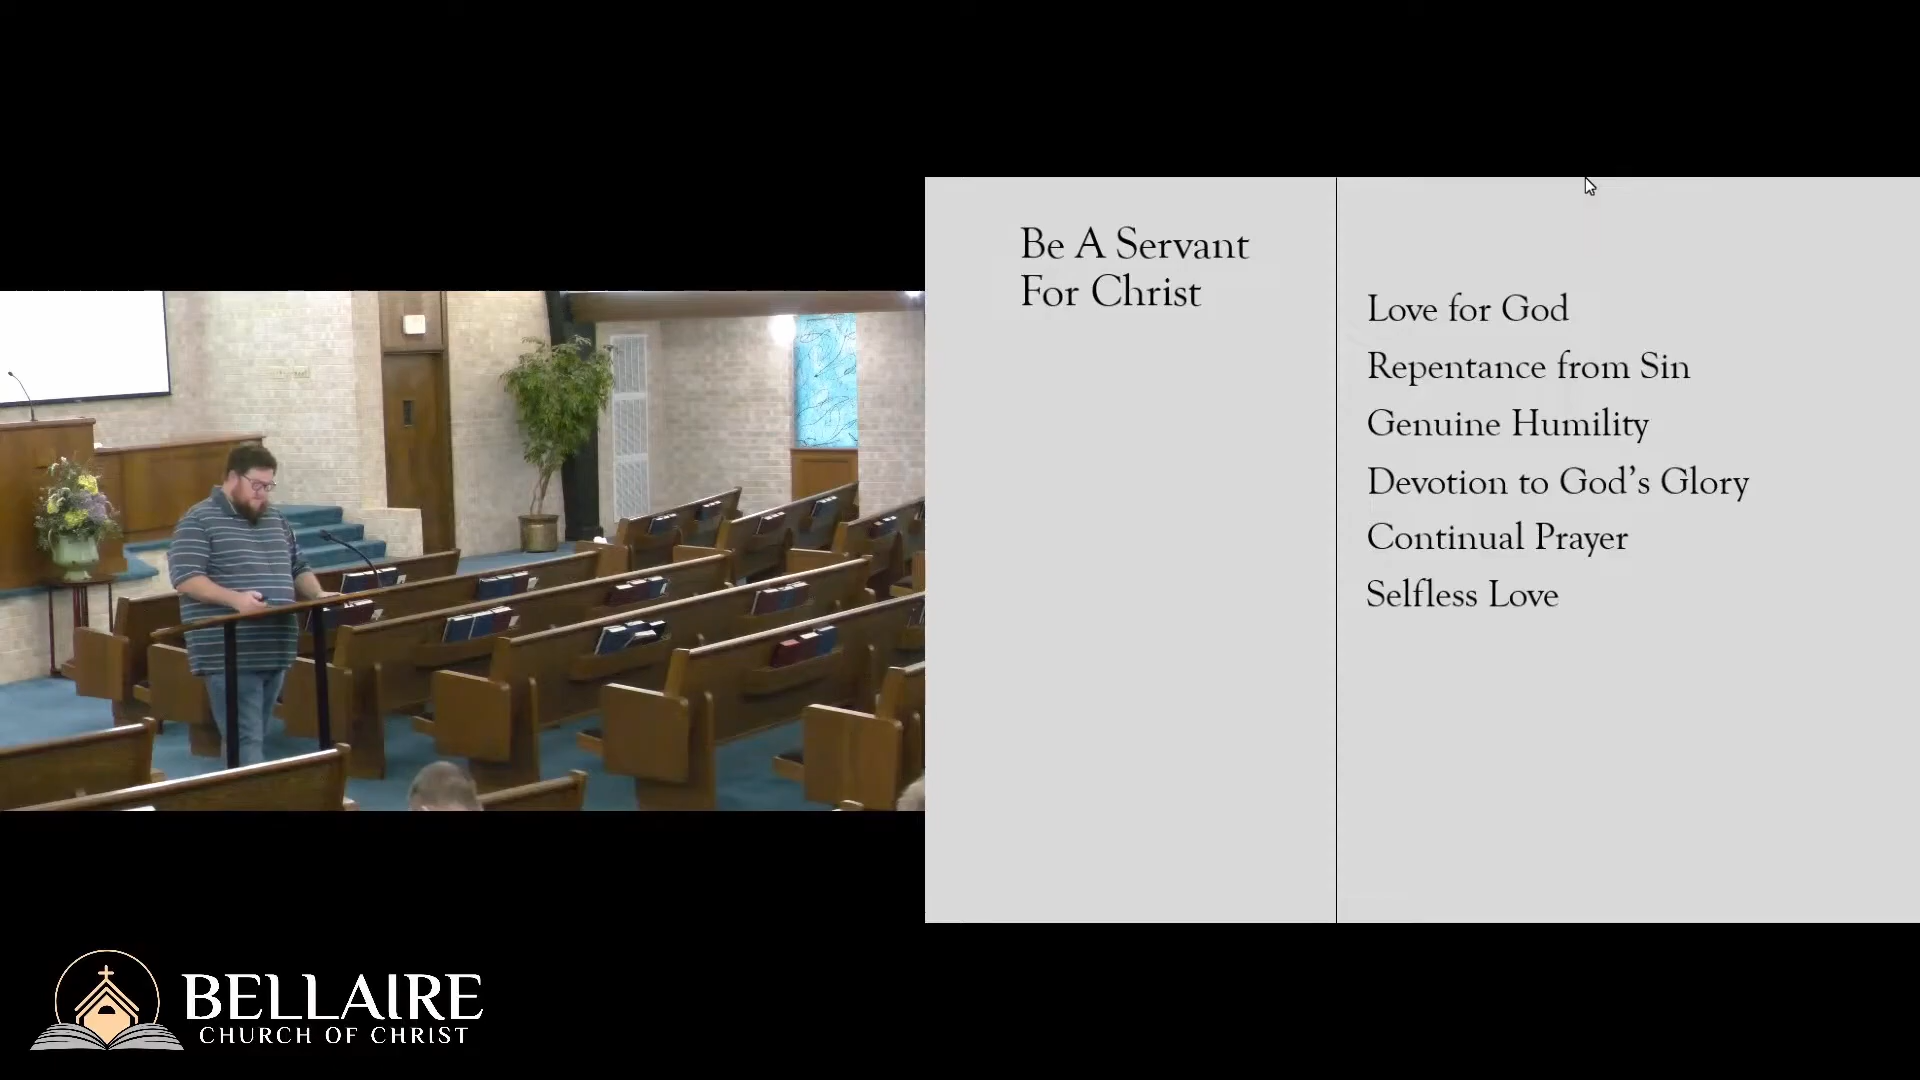 Be A Servant
For Christ
Love for God
Repentance from Sin
Genuine Humility
Devotion to God's Glory
Continual Prayer
Selfless Love
BELLAIRE
CHURCH OF CHRIST